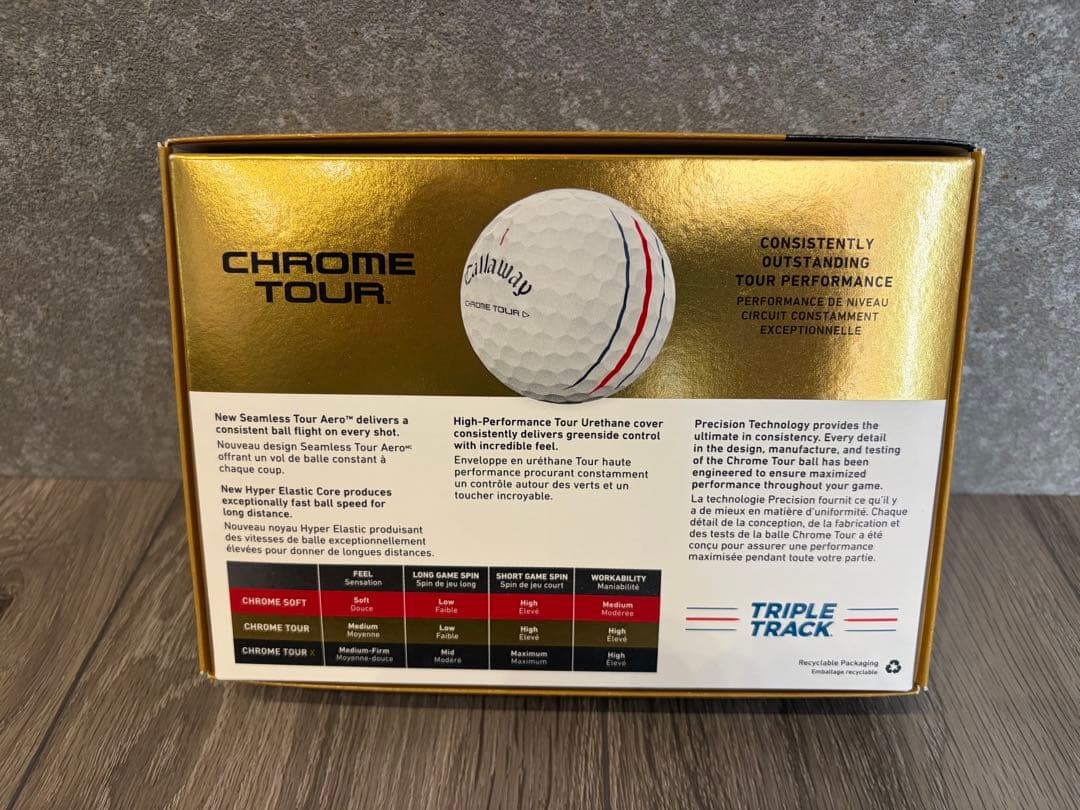 CHROME
TOUR™
Callaway
CHROME TOUR
CONSISTENTLY
OUTSTANDING
TOUR PERFORMANCE
PERFORMANCE DE NIVEAU
CIRCUIT CONSTAMMENT
EXCEPTIONNELLE
New Seamless Tour Aero™ delivers a
consistent ball flight on every shot.
Nouveau design Seamless Tour Aeroᴹᶜ
offrant un vol de balle constant à
chaque coup.
New Hyper Elastic Core produces
exceptionally fast ball speed for
long distance.
Nouveau noyau Hyper Elastic produisant
des vitesses de balle exceptionnellement
élevées pour donner de longues distances.
High-Performance Tour Urethane cover
consistently delivers greenside control
with incredible feel.
Enveloppe en uréthane Tour haute
performance procurant constamment
un contrôle autour des verts et un
toucher incroyable.
Precision Technology provides the
ultimate in consistency. Every detail
in the design, manufacture, and testing
of the Chrome Tour ball has been
engineered to ensure maximized
performance throughout your game.
La technologie Precision fournit ce qu'il y
a de mieux en matière d'uniformité. Chaque
détail de la conception, de la fabrication et
des tests de la balle Chrome Tour a été
conçu pour assurer une performance
maximisée pendant toute votre partie.
FEEL LONG GAME SPIN SHORT GAME SPIN WORKABILITY
Sensation Spin de jeu long Spin de jeu court Maniabilité
CHROME SOFT Soft Low High Medium
Douce Faible Élevé Modérée
CHROME TOUR Medium Low High High
Moyenne Faible Élevé Élevé
CHROME TOUR X Medium-Firm Mid Maximum High
Moyenne-douce Modéré Maximum Élevé
TRIPLE
TRACK™
Recyclable Packaging
Emballage recyclable